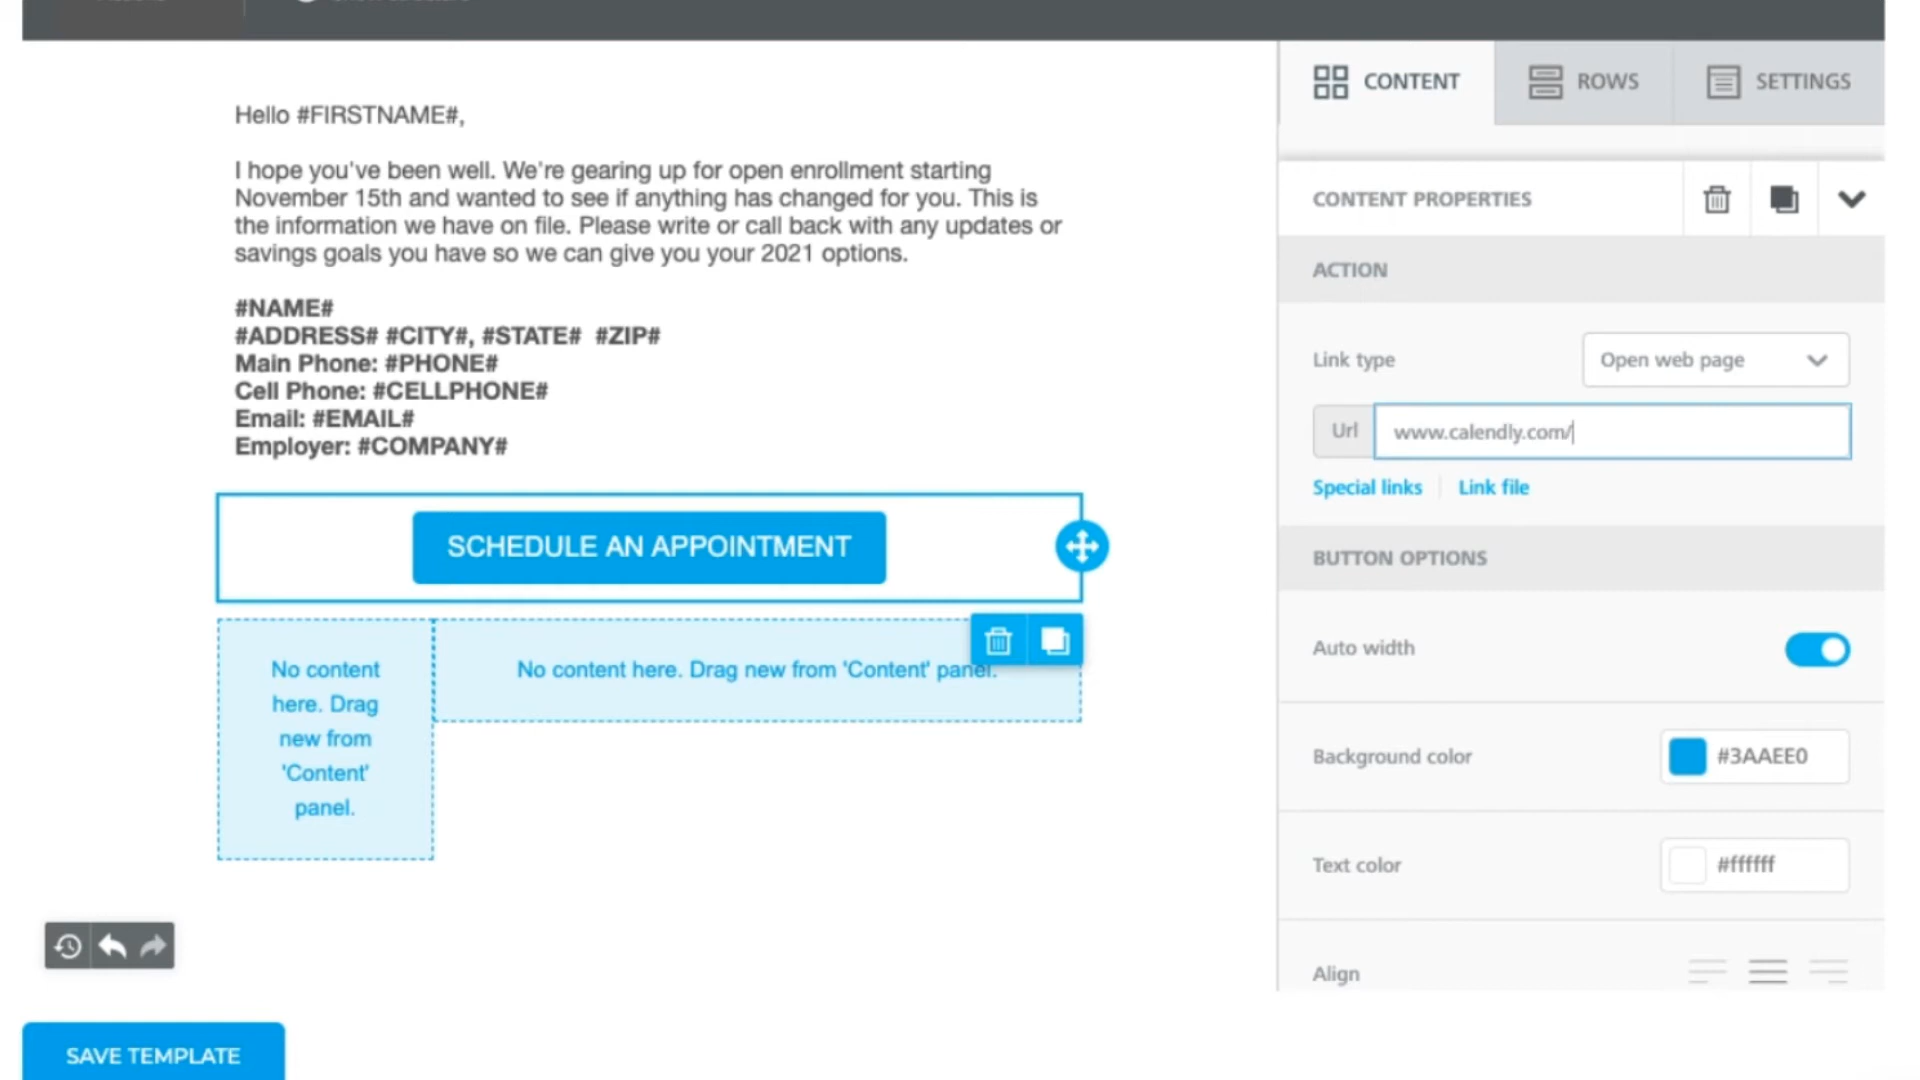 CONTENT
ROWS
SETTINGS
Hello #FIRSTNAME#,
I hope you've been well. We're gearing up for open enrollment starting
November 15th and wanted to see if anything has changed for you. This is
the information we have on file. Please write or call back with any updates or
savings goals you have so we can give you your 2021 options.
#NAME#
#ADDRESS# #CITY#, #STATE#  #ZIP#
Main Phone: #PHONE#
Cell Phone: #CELLPHONE#
Email: #EMAIL#
Employer: #COMPANY#
SCHEDULE AN APPOINTMENT
No content
here. Drag
new from
'Content'
panel.
No content here. Drag new from 'Content' panel.
CONTENT PROPERTIES
ACTION
Link type
Open web page
Url
www.calendly.com/
Special links
Link file
BUTTON OPTIONS
Auto width
Background color
#3AAEE0
Text color
#ffffff
Align
SAVE TEMPLATE